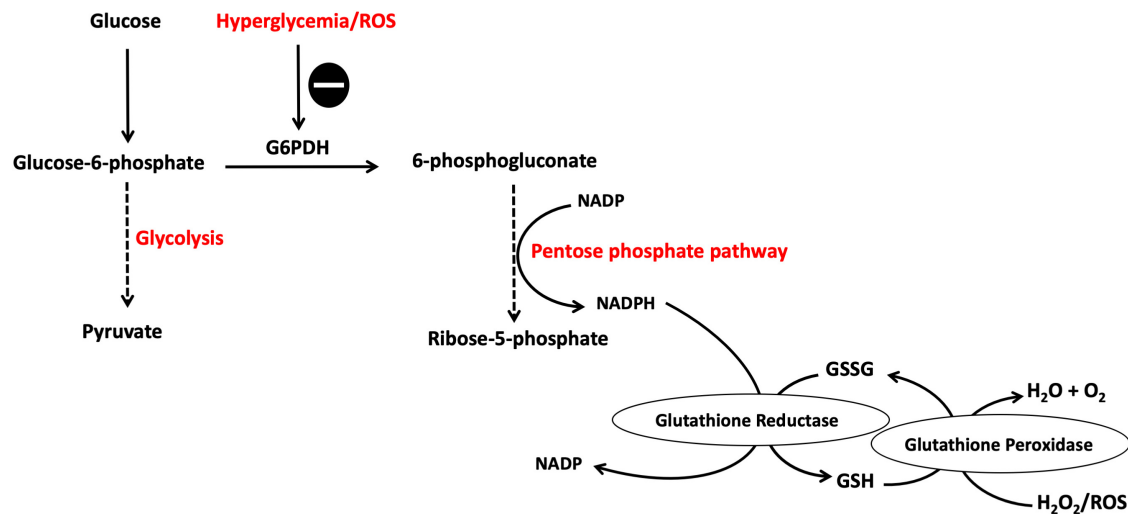 Glucose
Hyperglycemia/ROS
G6PDH
Glucose-6-phosphate
6-phosphogluconate
NADP
Glycolysis
Pentose phosphate pathway
NADPH
Pyruvate
Ribose-5-phosphate
GSSG
H₂O + O₂
Glutathione Reductase
Glutathione Peroxidase
NADP
GSH
H₂O₂/ROS